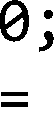 0;
=